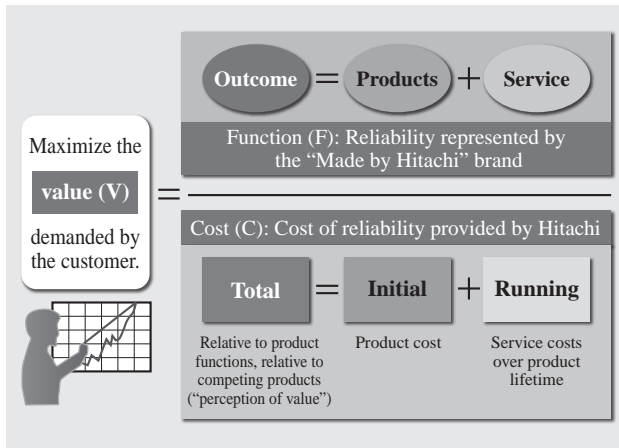 Outcome = Products + Service
Function (F): Reliability represented by
the “Made by Hitachi” brand
Maximize the
value (V)
demanded by
the customer.
=
Cost (C): Cost of reliability provided by Hitachi
Total = Initial + Running
Relative to product
functions, relative to
competing products
(“perception of value”)
Product cost
Service costs
over product
lifetime